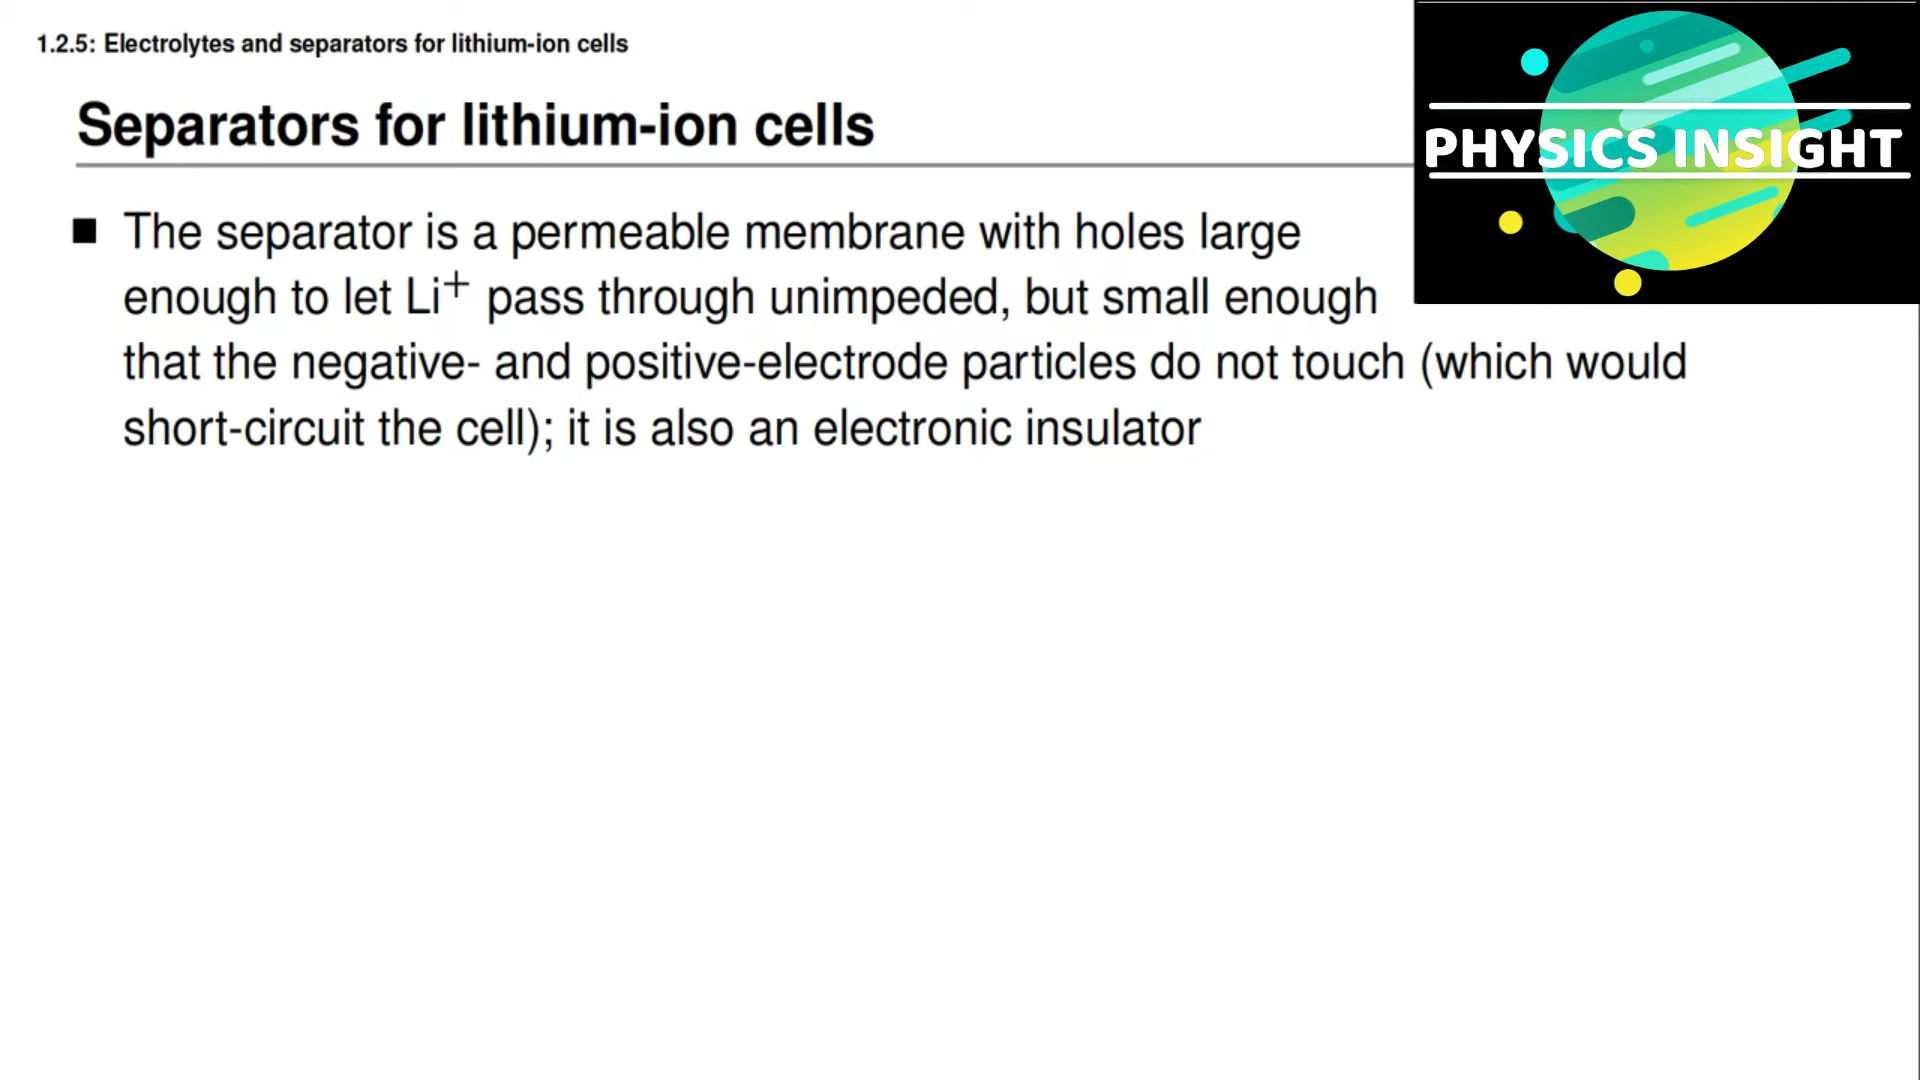 1.2.5: Electrolytes and separators for lithium-ion cells
Separators for lithium-ion cells
PHYSICS INSIGHT
■ The separator is a permeable membrane with holes large
enough to let Li⁺ pass through unimpeded, but small enough
that the negative- and positive-electrode particles do not touch (which would
short-circuit the cell); it is also an electronic insulator